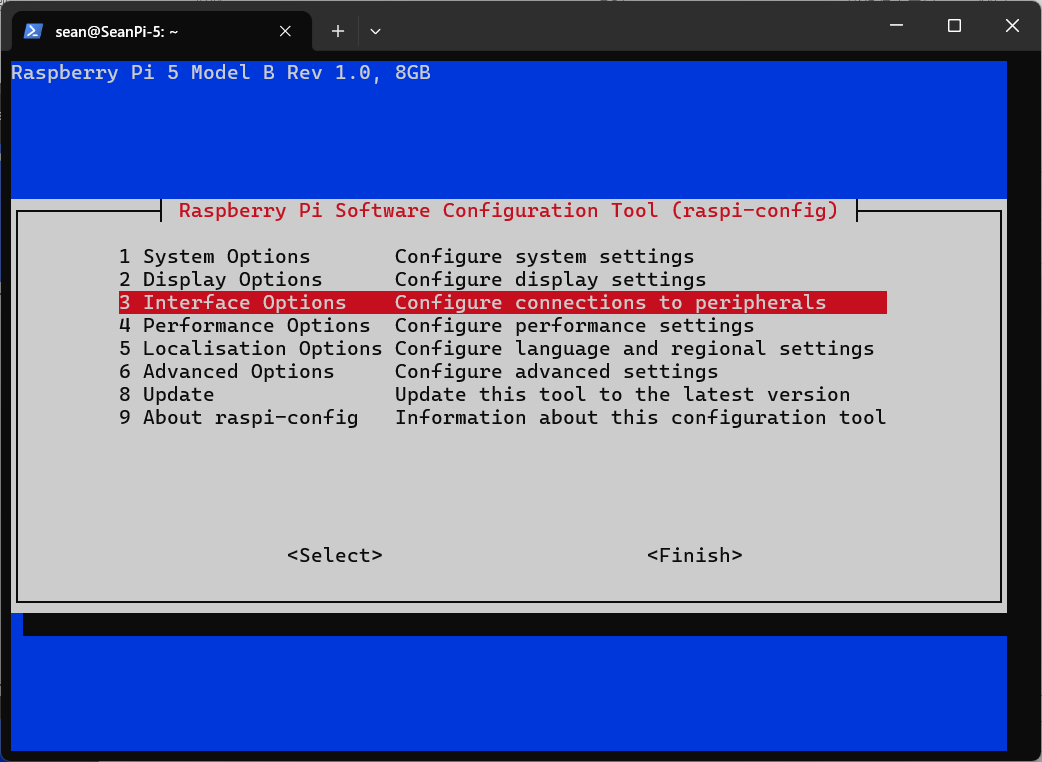 sean@SeanPi-5: ~
Raspberry Pi 5 Model B Rev 1.0, 8GB
Raspberry Pi Software Configuration Tool (raspi-config)
1 System Options Configure system settings
2 Display Options Configure display settings
3 Interface Options Configure connections to peripherals
4 Performance Options Configure performance settings
5 Localisation Options Configure language and regional settings
6 Advanced Options Configure advanced settings
8 Update Update this tool to the latest version
9 About raspi-config Information about this configuration tool
<Select> <Finish>